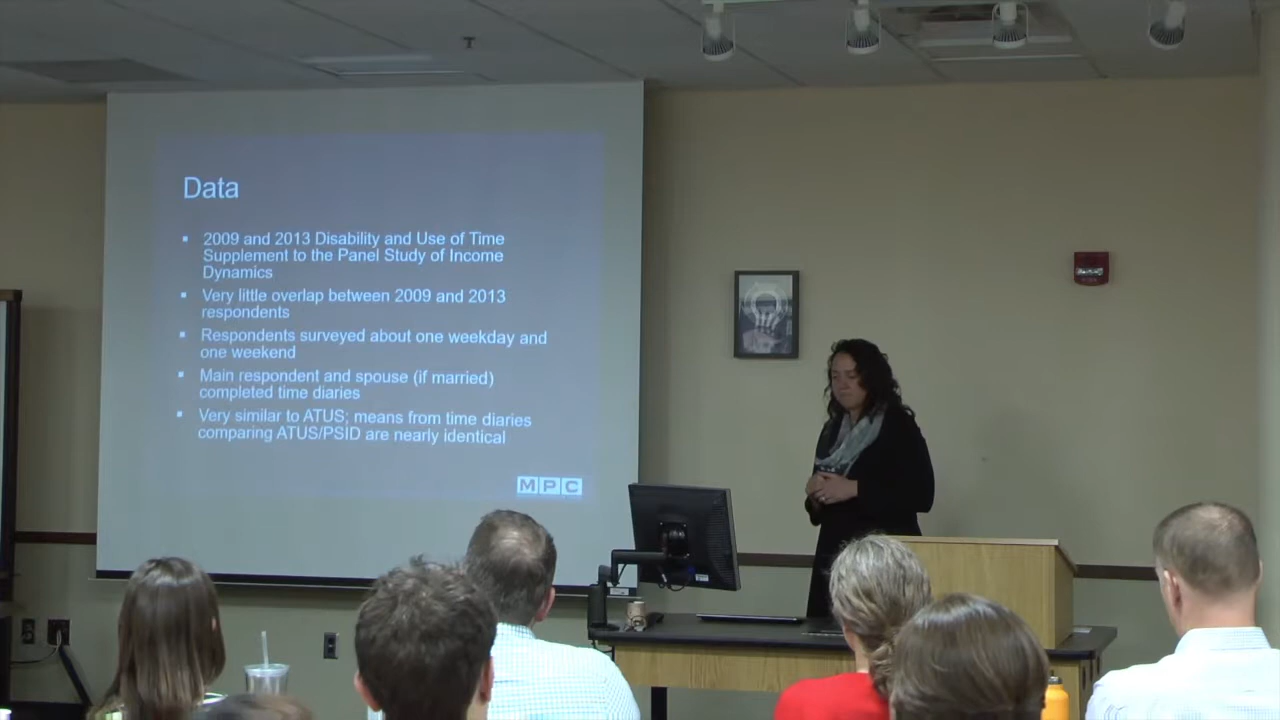 Data
▪ 2009 and 2013 Disability and Use of Time
Supplement to the Panel Study of Income
Dynamics
▪ Very little overlap between 2009 and 2013
respondents
▪ Respondents surveyed about one weekday and
one weekend
▪ Main respondent and spouse (if married)
completed time diaries
▪ Very similar to ATUS; means from time diaries
comparing ATUS/PSID are nearly identical
MPC